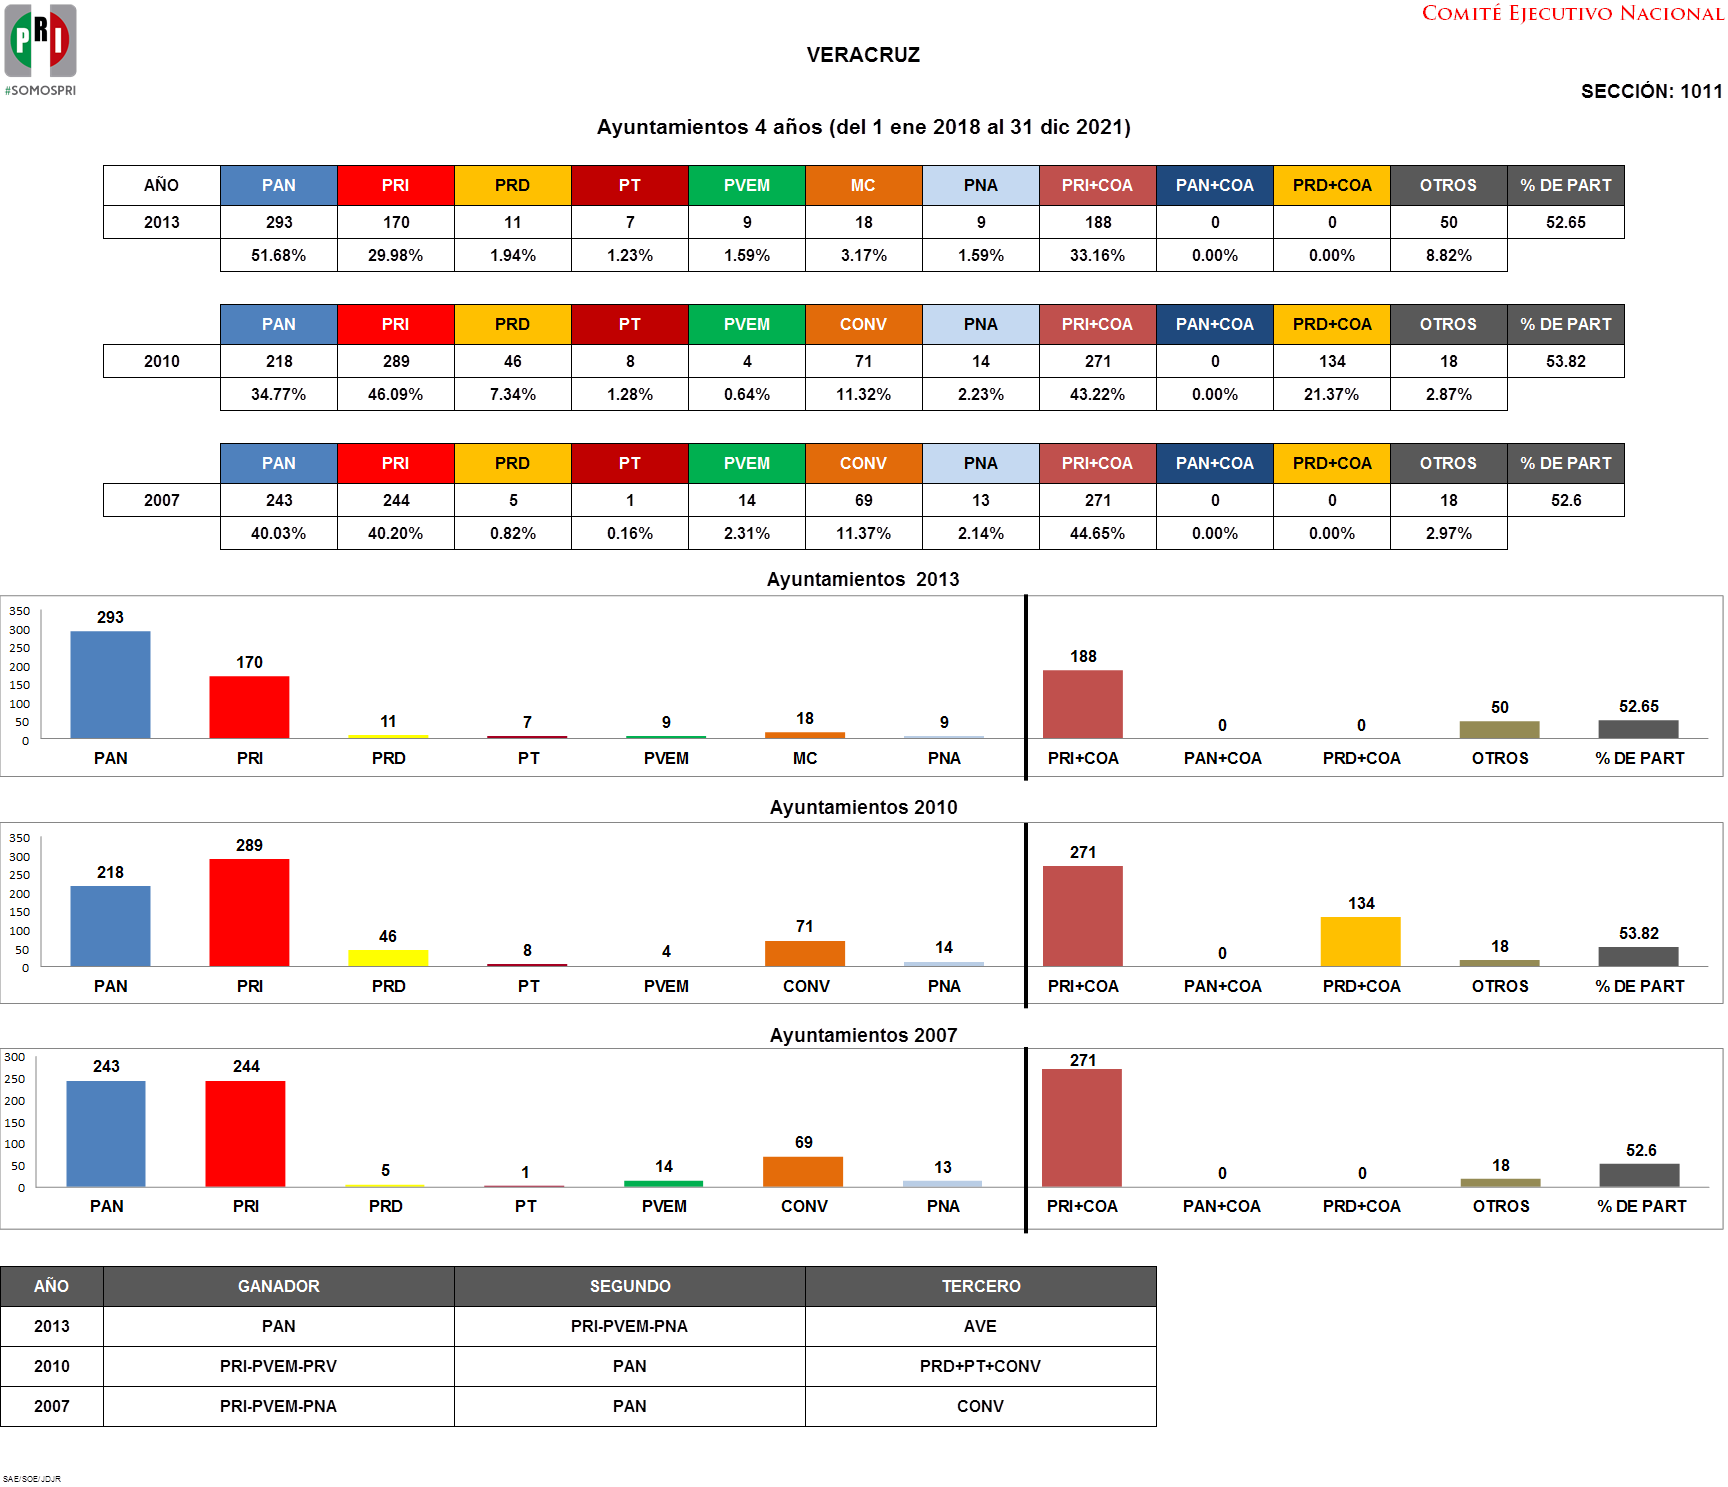 COMITÉ EJECUTIVO NACIONAL
PRI
#SOMOSPRI
VERACRUZ
SECCIÓN: 1011
Ayuntamientos 4 años (del 1 ene 2018 al 31 dic 2021)
AÑO PAN PRI PRD PT PVEM MC PNA PRI+COA PAN+COA PRD+COA OTROS % DE PART
2013 293 170 11 7 9 18 9 188 0 0 50 52.65
51.68% 29.98% 1.94% 1.23% 1.59% 3.17% 1.59% 33.16% 0.00% 0.00% 8.82%
PAN PRI PRD PT PVEM CONV PNA PRI+COA PAN+COA PRD+COA OTROS % DE PART
2010 218 289 46 8 4 71 14 271 0 134 18 53.82
34.77% 46.09% 7.34% 1.28% 0.64% 11.32% 2.23% 43.22% 0.00% 21.37% 2.87%
PAN PRI PRD PT PVEM CONV PNA PRI+COA PAN+COA PRD+COA OTROS % DE PART
2007 243 244 5 1 14 69 13 271 0 0 18 52.6
40.03% 40.20% 0.82% 0.16% 2.31% 11.37% 2.14% 44.65% 0.00% 0.00% 2.97%
Ayuntamientos 2013
350
300
250
200
150
100
50
0
293 170 11 7 9 18 9 188 0 0 50 52.65
PAN PRI PRD PT PVEM MC PNA PRI+COA PAN+COA PRD+COA OTROS % DE PART
Ayuntamientos 2010
350
300
250
200
150
100
50
0
218 289 46 8 4 71 14 271 0 134 18 53.82
PAN PRI PRD PT PVEM CONV PNA PRI+COA PAN+COA PRD+COA OTROS % DE PART
Ayuntamientos 2007
300
250
200
150
100
50
0
243 244 5 1 14 69 13 271 0 0 18 52.6
PAN PRI PRD PT PVEM CONV PNA PRI+COA PAN+COA PRD+COA OTROS % DE PART
AÑO GANADOR SEGUNDO TERCERO
2013 PAN PRI-PVEM-PNA AVE
2010 PRI-PVEM-PRV PAN PRD+PT+CONV
2007 PRI-PVEM-PNA PAN CONV
SAE/SOE/JDJR